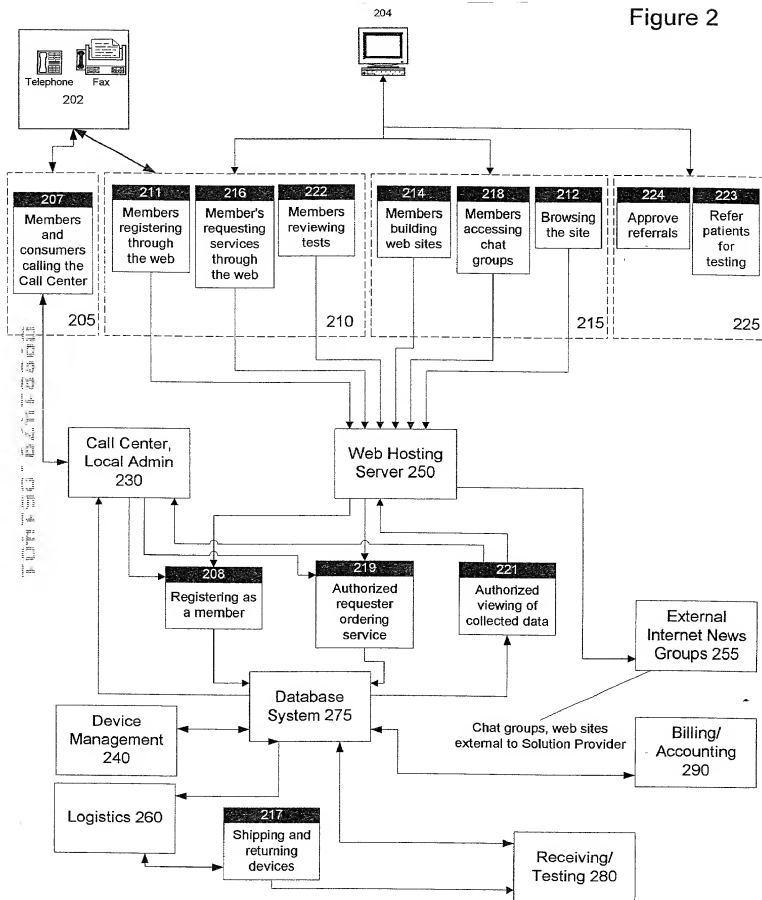 Figure 2
204
Telephone Fax
202
207
Members
and
consumers
calling the
Call Center
205
211
Members
registering
through
the web
216
Member's
requesting
services
through
the web
222
Members
reviewing
tests
210
214
Members
building
web sites
218
Members
accessing
chat
groups
212
Browsing
the site
215
224
Approve
referrals
223
Refer
patients
for
testing
225
Call Center,
Local Admin
230
Web Hosting
Server 250
208
Registering as
a member
219
Authorized
requester
ordering
service
221
Authorized
viewing of
collected data
External
Internet News
Groups 255
Database
System 275
Chat groups, web sites
external to Solution Provider
Device
Management
240
Billing/
Accounting
290
Logistics 260
217
Shipping and
returning
devices
Receiving/
Testing 280